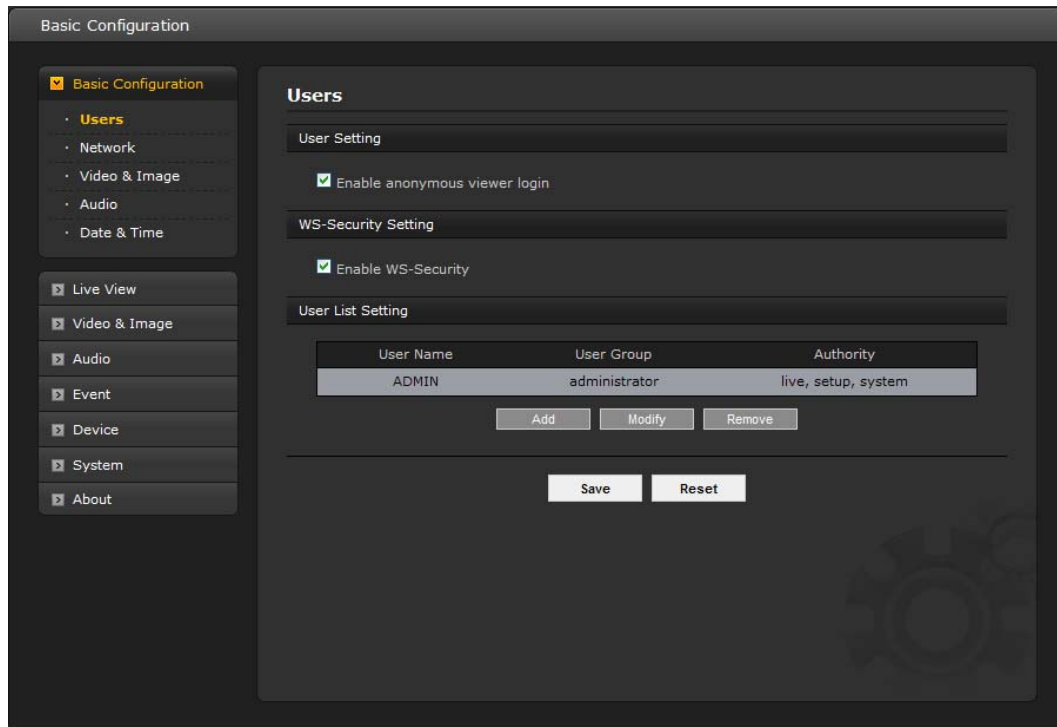 Basic Configuration
Basic Configuration
Users
Network
Video & Image
Audio
Date & Time
Live View
Video & Image
Audio
Event
Device
System
About
Users
User Setting
Enable anonymous viewer login
WS-Security Setting
Enable WS-Security
User List Setting
User Name User Group Authority
ADMIN administrator live, setup, system
Add Modify Remove
Save Reset